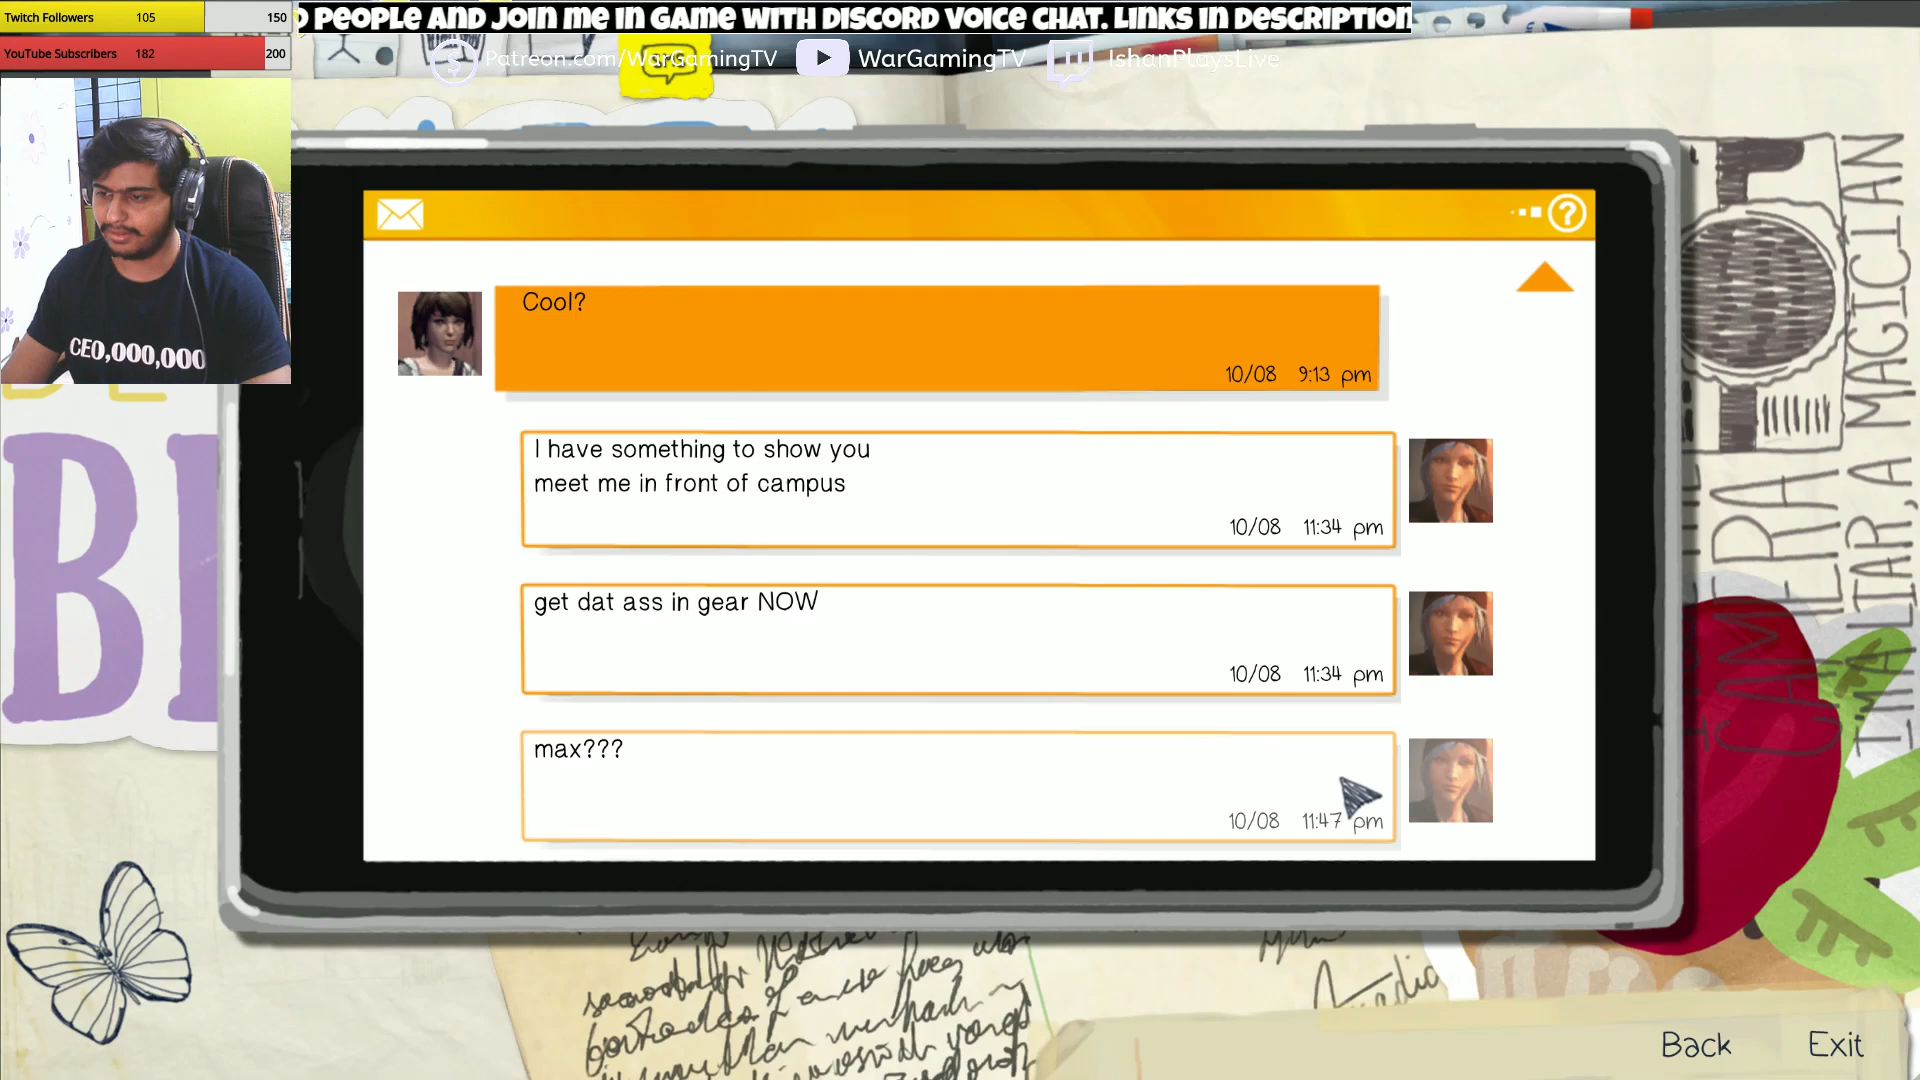 Twitch Followers 105 150
YouTube Subscribers 182 200
PEOPLE AND JOIN ME IN GAME WITH DISCORD VOICE CHAT. LINKS IN DESCRIPTION
Patreon.com/WarGamingTV WarGamingTV IshanPlaysLive
CEO,000,000
Cool?
10/08 9:13 pm
I have something to show you
meet me in front of campus
10/08 11:34 pm
get dat ass in gear NOW
10/08 11:34 pm
max???
10/08 11:47 pm
CAMERA
I'M A LIAR, A MAGICIAN
Back Exit